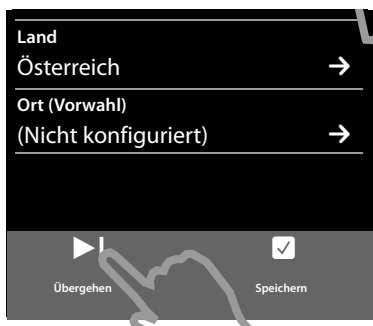 Land
Österreich
Ort (Vorwahl)
(Nicht konfiguriert)
Übergehen
Speichern